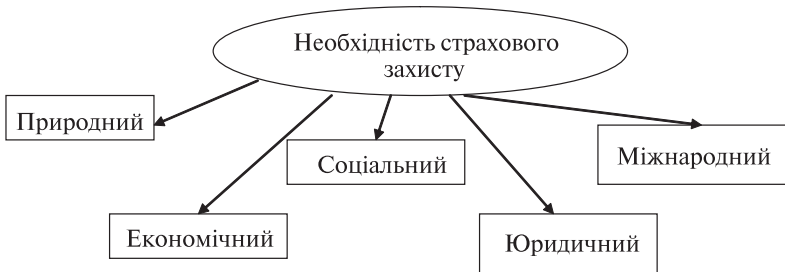 Необхідність страхового
захисту
Природний
Соціальний
Міжнародний
Економічний
Юридичний